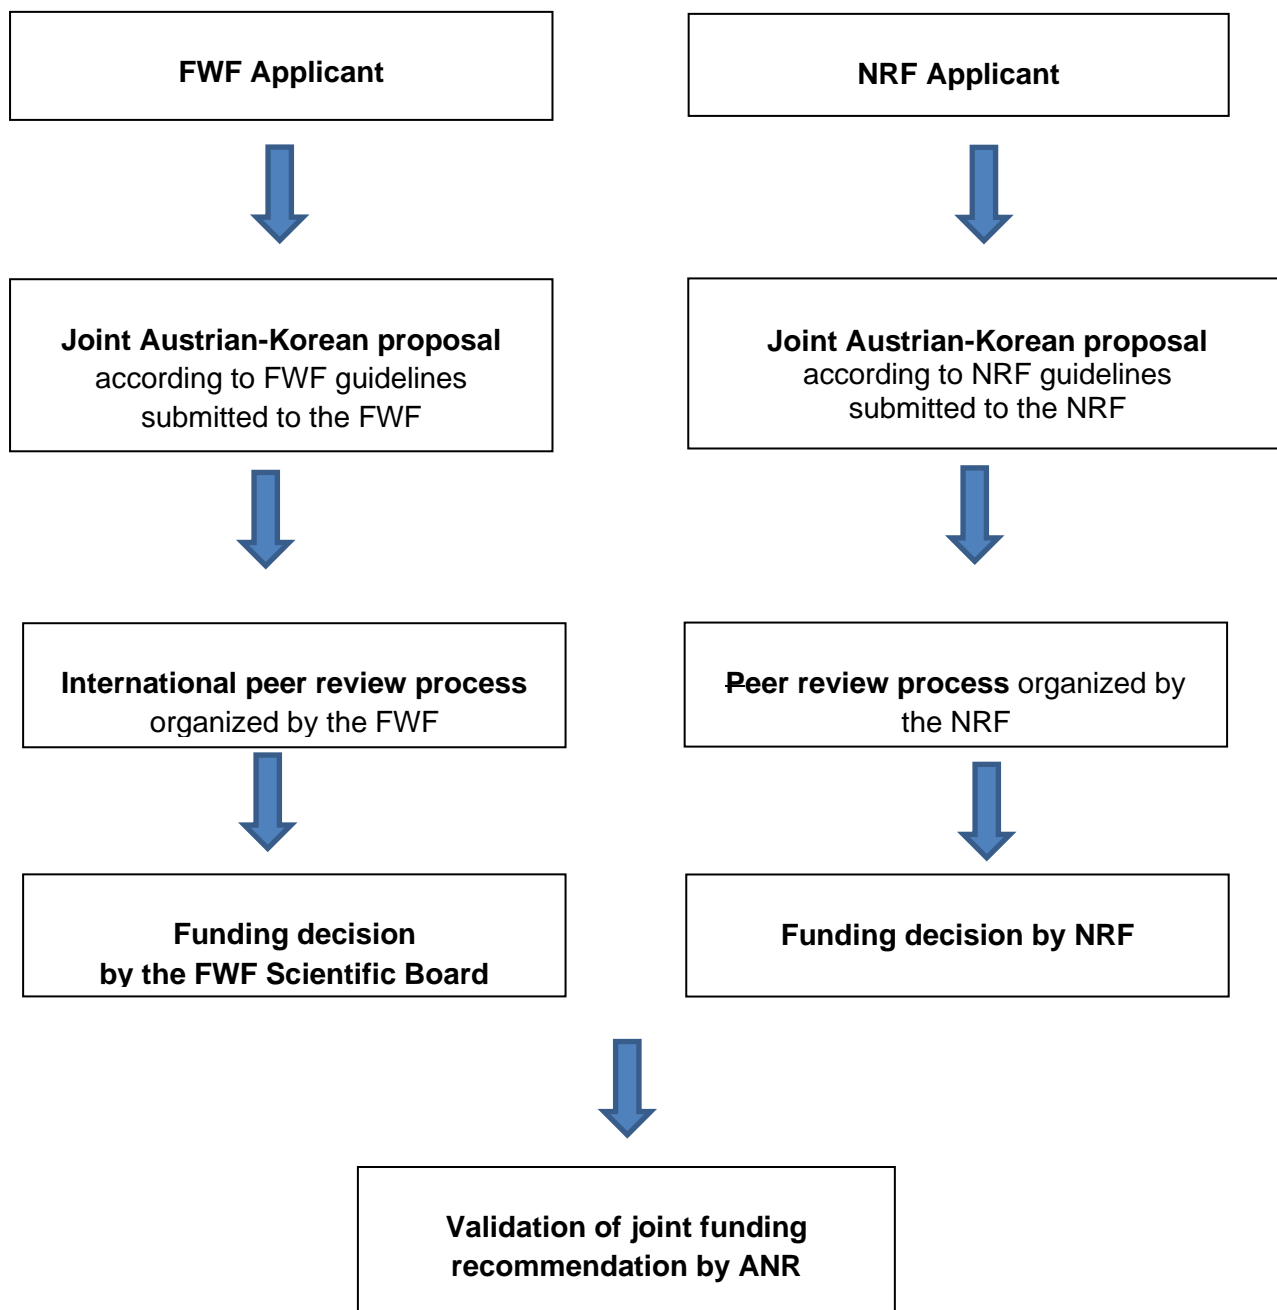 FWF Applicant
NRF Applicant
Joint Austrian-Korean proposal
according to FWF guidelines
submitted to the FWF
Joint Austrian-Korean proposal
according to NRF guidelines
submitted to the NRF
International peer review process
organized by the FWF
Peer review process organized by
the NRF
Funding decision
by the FWF Scientific Board
Funding decision by NRF
Validation of joint funding
recommendation by ANR